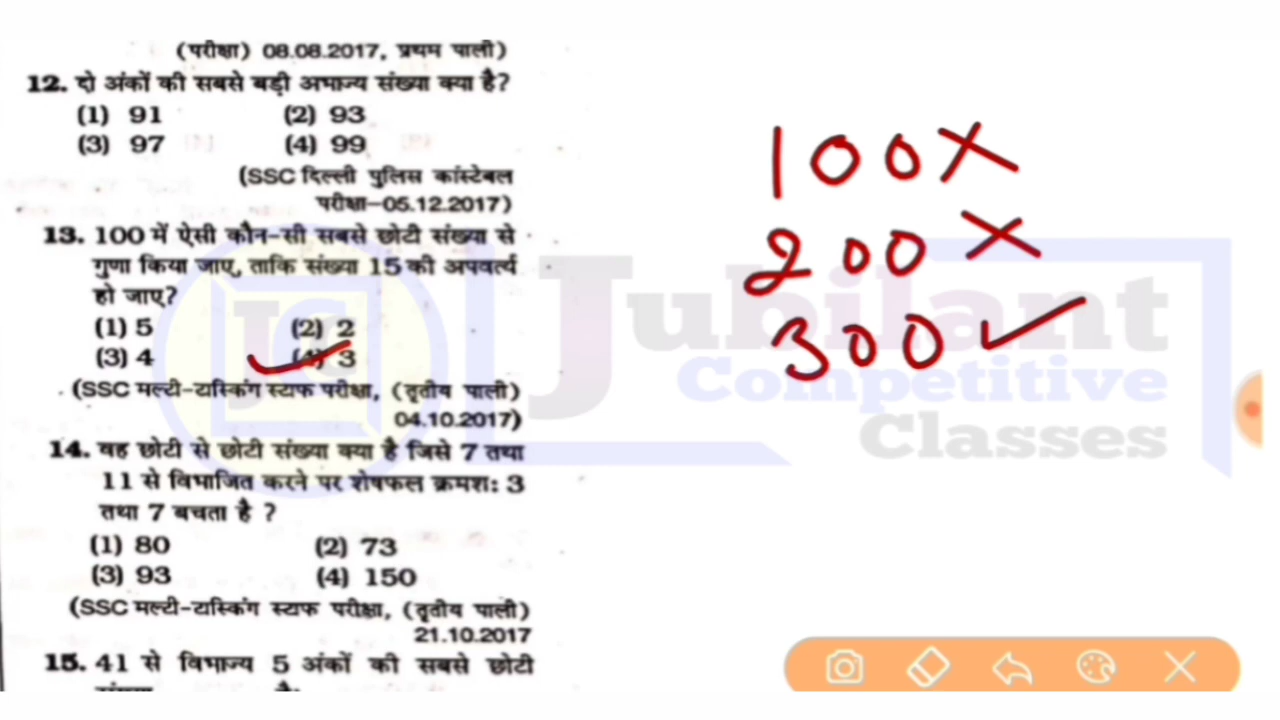 (परीक्षा) 08.08.2017, प्रथम पाली)
12. दो अंकों की सबसे बड़ी अभाज्य संख्या क्या है?
(1) 91 (2) 93
(3) 97 (4) 99
(SSC दिल्ली पुलिस कांस्टेबल
परीक्षा-05.12.2017)
13. 100 में ऐसी कौन-सी सबसे छोटी संख्या से
गुणा किया जाए, ताकि संख्या 15 की अपवर्त्य
हो जाए?
(1) 5 (2) 2
(3) 4 (4) 3
(SSC मल्टी-टास्किंग स्टाफ परीक्षा, (तृतीय पाली)
04.10.2017)
14. वह छोटी से छोटी संख्या क्या है जिसे 7 तथा
11 से विभाजित करने पर शेषफल क्रमश: 3
तथा 7 बचता है ?
(1) 80 (2) 73
(3) 93 (4) 150
(SSC मल्टी-टास्किंग स्टाफ परीक्षा, (तृतीय पाली)
21.10.2017
15. 41 से विभाज्य 5 अंकों की सबसे छोटी
100 ×
200 ×
300 ✓
Jubilant
Competitive
Classes